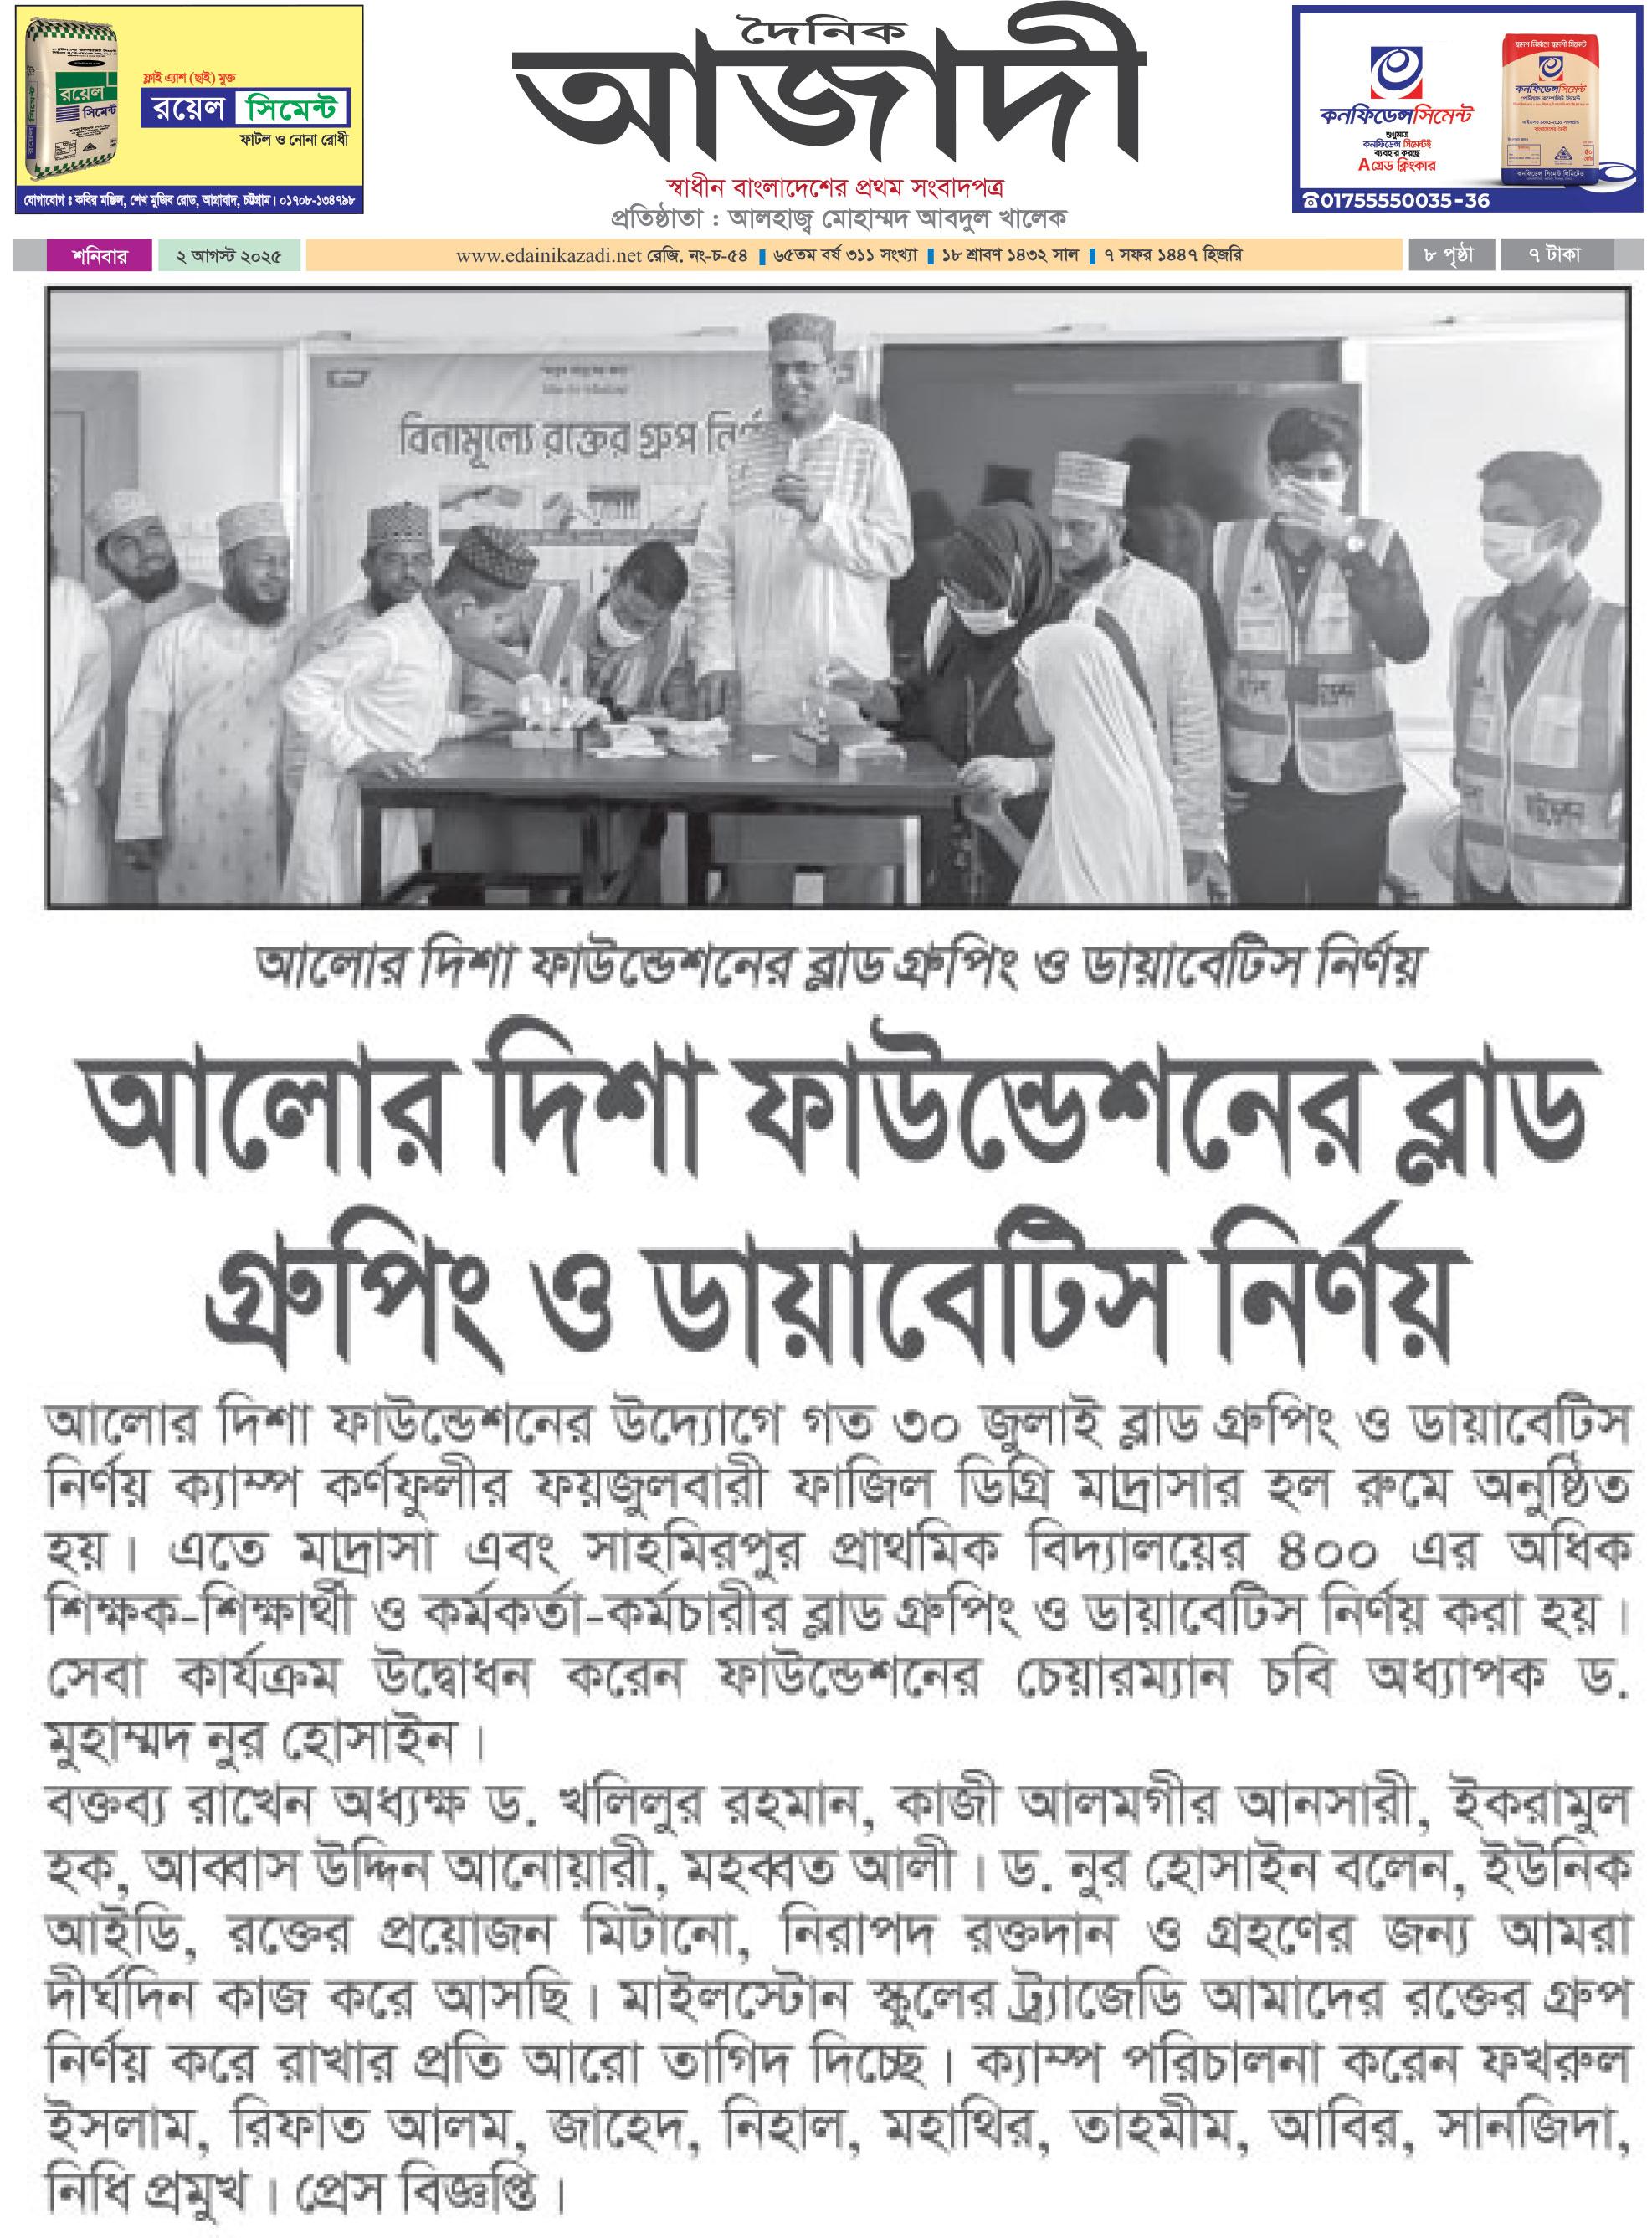 রয়েল
সিমেন্ট
ফ্লাই এ্যাশ (ছাই) মুক্ত
রয়েল সিমেন্ট
ফাটল ও নোনা রোধী
যোগাযোগ : কবির মঞ্জিল, শেখ মুজিব রোড, আগ্রাবাদ, চট্টগ্রাম। ০১৭০৮-১৩৪৭৯৮
দৈনিক
আজাদী
স্বাধীন বাংলাদেশের প্রথম সংবাদপত্র
প্রতিষ্ঠাতা : আলহাজ্ব মোহাম্মদ আবদুল খালেক
কনফিডেন্স সিমেন্ট
শুধুমাত্র
কনফিডেন্স সিমেন্টই
ব্যবহার করছে
A গ্রেড ক্লিংকার
কনফিডেন্স সিমেন্ট
কনফিডেন্স সিমেন্ট লিমিটেড
☎01755550035-36
শনিবার
২ আগস্ট ২০২৫
www.edainikazadi.net রেজি. নং-চ-৫৪ ❙ ৬৫তম বর্ষ ৩১১ সংখ্যা ❙ ১৮ শ্রাবণ ১৪৩২ সাল ❙ ৭ সফর ১৪৪৭ হিজরি
৮ পৃষ্ঠা
৭ টাকা
বিনামূল্যে রক্তের গ্রুপ
আলোর দিশা ফাউন্ডেশনের ব্লাড গ্রুপিং ও ডায়াবেটিস নির্ণয়
আলোর দিশা ফাউন্ডেশনের ব্লাড
গ্রুপিং ও ডায়াবেটিস নির্ণয়
আলোর দিশা ফাউন্ডেশনের উদ্যোগে গত ৩০ জুলাই ব্লাড গ্রুপিং ও ডায়াবেটিস
নির্ণয় ক্যাম্প কর্ণফুলীর ফয়জুলবারী ফাজিল ডিগ্রি মাদ্রাসার হল রুমে অনুষ্ঠিত
হয়। এতে মাদ্রাসা এবং সাহমিরপুর প্রাথমিক বিদ্যালয়ের ৪০০ এর অধিক
শিক্ষক-শিক্ষার্থী ও কর্মকর্তা-কর্মচারীর ব্লাড গ্রুপিং ও ডায়াবেটিস নির্ণয় করা হয়।
সেবা কার্যক্রম উদ্বোধন করেন ফাউন্ডেশনের চেয়ারম্যান চবি অধ্যাপক ড.
মুহাম্মদ নুর হোসাইন।
বক্তব্য রাখেন অধ্যক্ষ ড. খলিলুর রহমান, কাজী আলমগীর আনসারী, ইকরামুল
হক, আব্বাস উদ্দিন আনোয়ারী, মহব্বত আলী। ড. নুর হোসাইন বলেন, ইউনিক
আইডি, রক্তের প্রয়োজন মিটানো, নিরাপদ রক্তদান ও গ্রহণের জন্য আমরা
দীর্ঘদিন কাজ করে আসছি। মাইলস্টোন স্কুলের ট্র্যাজেডি আমাদের রক্তের গ্রুপ
নির্ণয় করে রাখার প্রতি আরো তাগিদ দিচ্ছে। ক্যাম্প পরিচালনা করেন ফখরুল
ইসলাম, রিফাত আলম, জাহেদ, নিহাল, মহাথির, তাহমীম, আবির, সানজিদা,
নিধি প্রমুখ। প্রেস বিজ্ঞপ্তি।